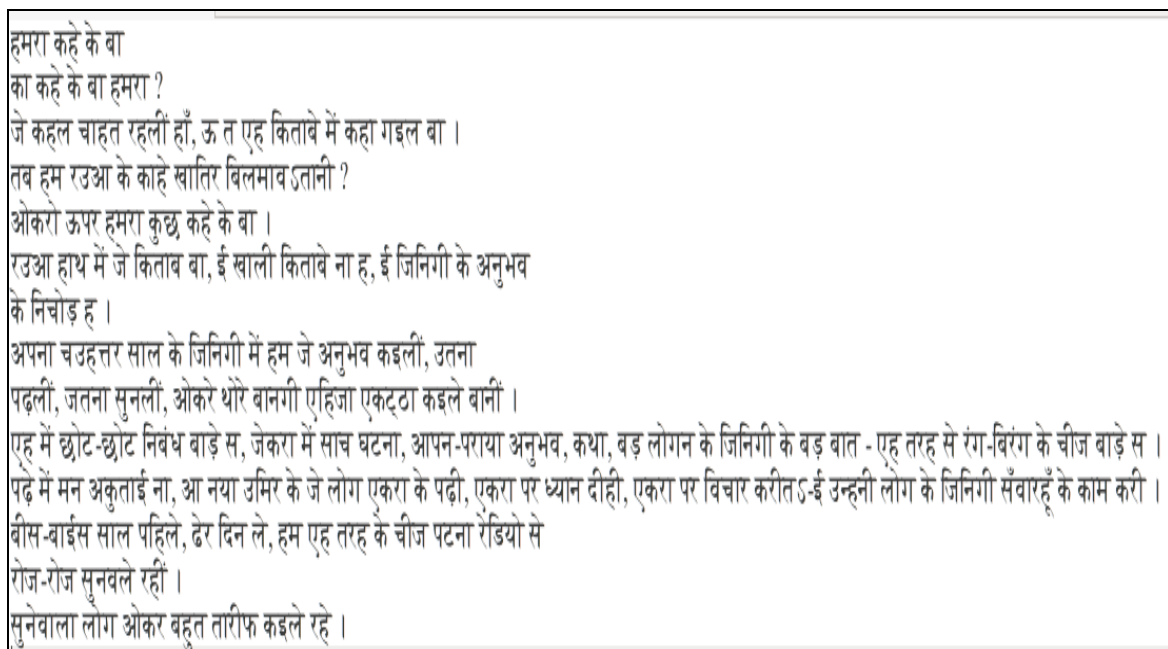 हमरा कहे के बा
का कहे के बा हमरा ?
जे कहल चाहत रहलीं हाँ, ऊ त एह किताबे में कहा गइल बा ।
तब हम रउआ के काहे खातिर बिलमावऽतानी ?
ओकरो ऊपर हमरा कुछ कहे के बा ।
रउआ हाथ में जे किताब बा, ई खाली किताबे ना ह, ई जिनिगी के अनुभव
के निचोड़ ह ।
अपना चउहत्तर साल के जिनिगी में हम जे अनुभव कइलीं, उतना
पढ़लीं, जतना सुनलीं, ओकरे थोरे बानगी एहिजा एकट्ठा कइले बानीं ।
एह में छोट-छोट निबंध बाड़े स, जेकरा में साच घटना, आपन-पराया अनुभव, कथा, बड़ लोगन के जिनिगी के बड़ बात - एह तरह से रंग-बिरंग के चीज बाड़े स ।
पढ़े में मन अकुताई ना, आ नया उमिर के जे लोग एकरा के पढ़ी, एकरा पर ध्यान दीही, एकरा पर विचार करीतऽ-ई उन्हनी लोग के जिनिगी सँवारहूँ के काम करी ।
बीस-बाईस साल पहिले, ढेर दिन ले, हम एह तरह के चीज पटना रेडियो से
रोज-रोज सुनवले रहीं ।
सुनेवाला लोग ओकर बहुत तारीफ कइले रहे ।